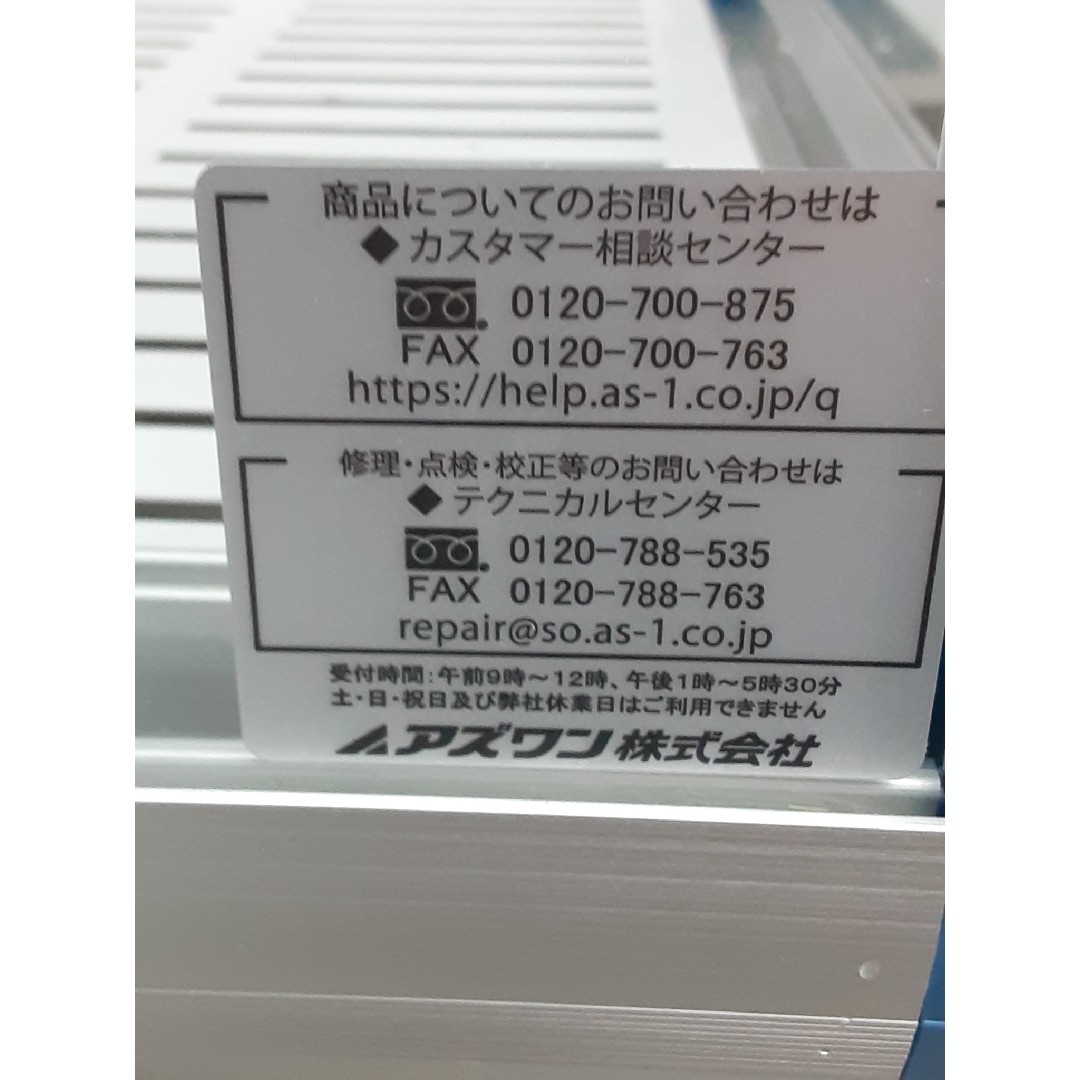 商品についてのお問い合わせは
◆カスタマー相談センター
0120-700-875
FAX 0120-700-763
https://help.as-1.co.jp/q
修理・点検・校正等のお問い合わせは
◆テクニカルセンター
0120-788-535
FAX 0120-788-763
repair@so.as-1.co.jp
受付時間:午前9時~12時、午後1時~5時30分
土・日・祝日及び弊社休業日はご利用できません
アズワン株式会社